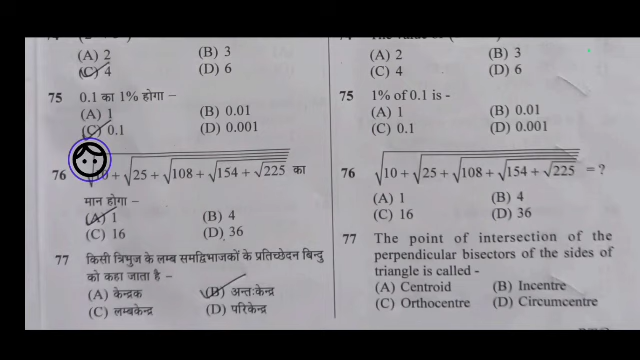 (A) 2 (B) 3
(C) 4 (D) 6
75 0.1 का 1% होगा –
(A) 1 (B) 0.01
(C) 0.1 (D) 0.001
76 √10 + √25 + √108 + √154 + √225 का
मान होगा –
(A) 1 (B) 4
(C) 16 (D) 36
77 किसी त्रिभुज के लम्ब समद्विभाजकों के प्रतिच्छेदन बिन्दु
को कहा जाता है –
(A) केन्द्रक (B) अन्तःकेन्द्र
(C) लम्बकेन्द्र (D) परिकेन्द्र
(A) 2 (B) 3
(C) 4 (D) 6
75 1% of 0.1 is -
(A) 1 (B) 0.01
(C) 0.1 (D) 0.001
76 √10 + √25 + √108 + √154 + √225 = ?
(A) 1 (B) 4
(C) 16 (D) 36
77 The point of intersection of the
perpendicular bisectors of the sides of
triangle is called -
(A) Centroid (B) Incentre
(C) Orthocentre (D) Circumcentre